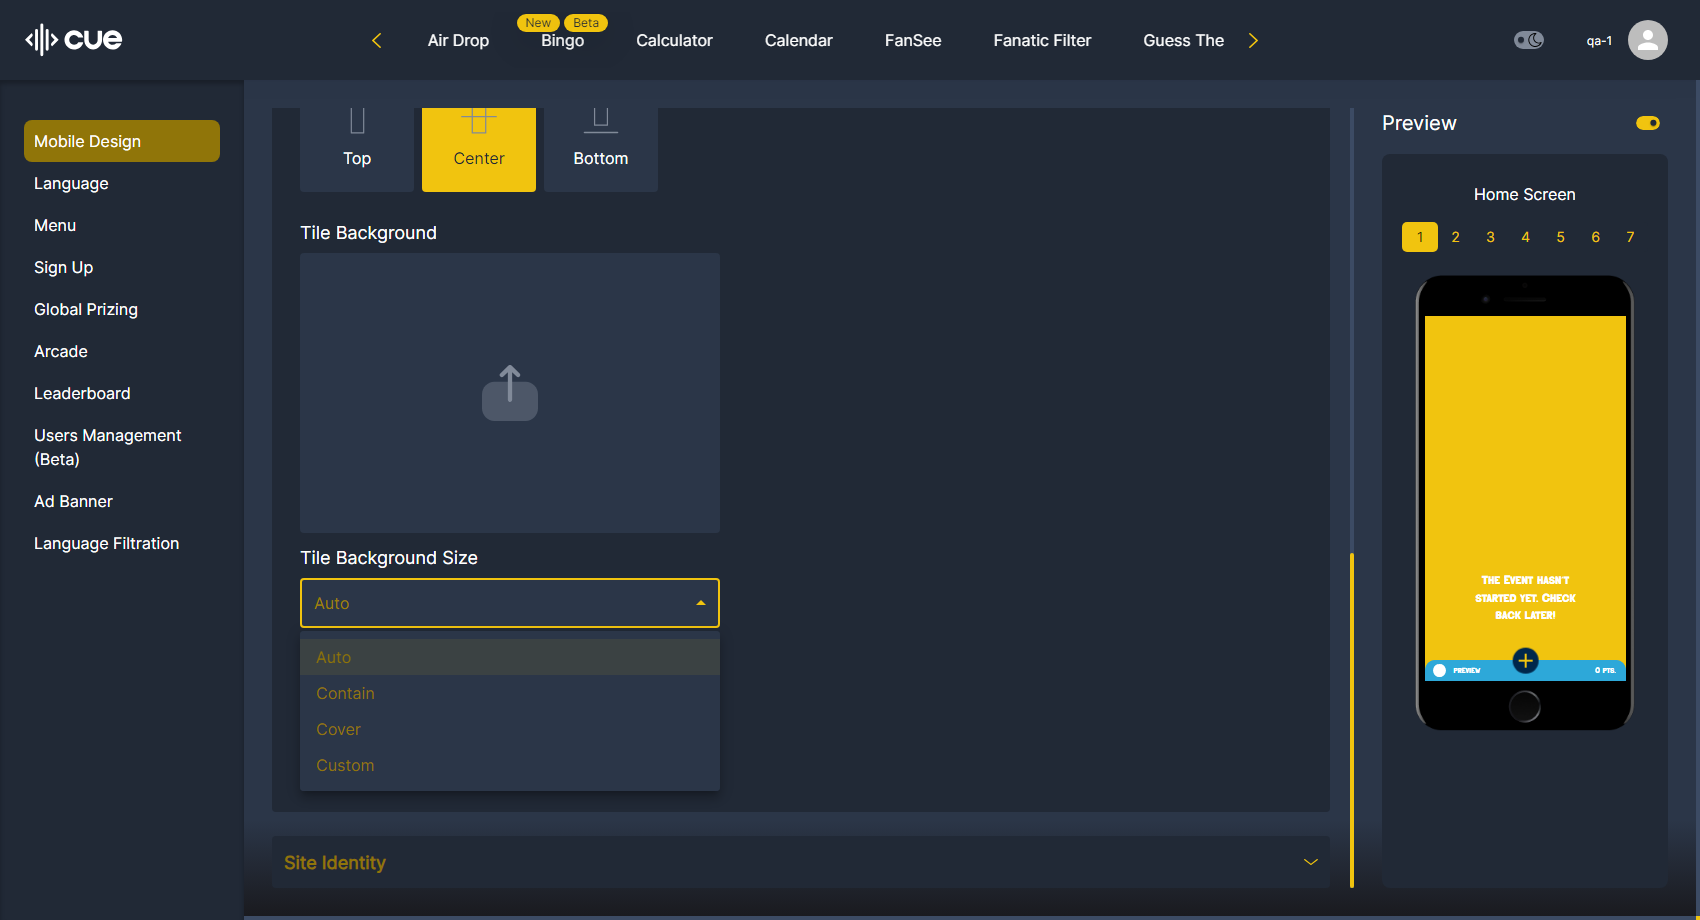 cue
New
Beta
Air Drop
Bingo
Calculator
Calendar
FanSee
Fanatic Filter
Guess The
qa-1
Mobile Design
Language
Menu
Sign Up
Global Prizing
Arcade
Leaderboard
Users Management
(Beta)
Ad Banner
Language Filtration
Top
Center
Bottom
Tile Background
Tile Background Size
Auto
Auto
Contain
Cover
Custom
Site Identity
Preview
Home Screen
1 2 3 4 5 6 7
The Event hasn't
started yet. Check
back later!
PREVIEW
0 PTS.